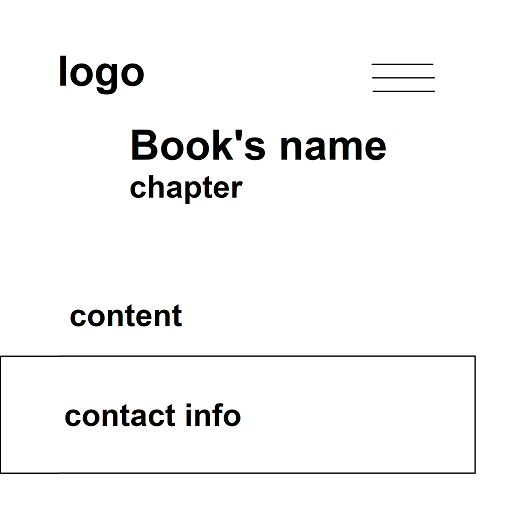 logo
Book's name
chapter
content
contact info